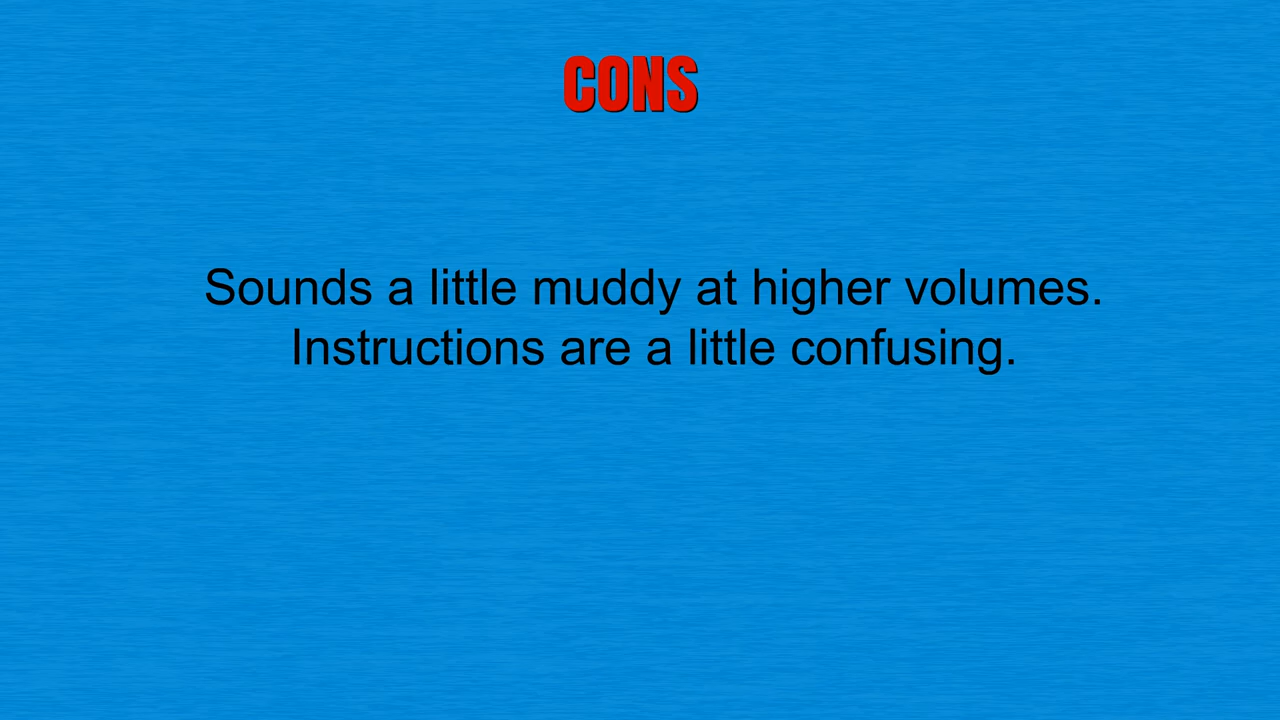 CONS
Sounds a little muddy at higher volumes.
Instructions are a little confusing.